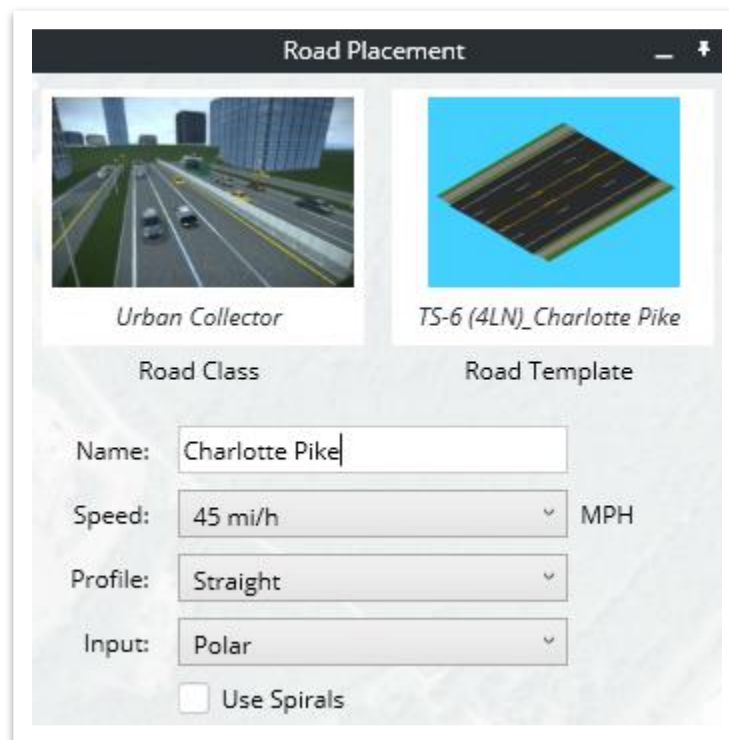 Road Placement
Urban Collector
TS-6 (4LN)_Charlotte Pike
Road Class
Road Template
Name: Charlotte Pike
Speed: 45 mi/h MPH
Profile: Straight
Input: Polar
Use Spirals